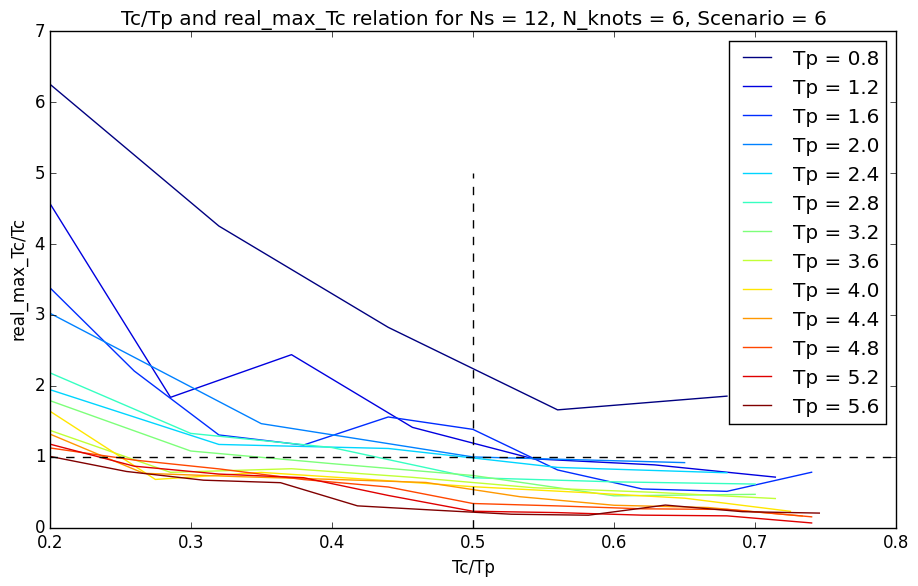 Tc/Tp and real_max_Tc relation for Ns = 12, N_knots = 6, Scenario = 6
7
6
5
4
3
2
1
0
real_max_Tc/Tc
Tp = 0.8
Tp = 1.2
Tp = 1.6
Tp = 2.0
Tp = 2.4
Tp = 2.8
Tp = 3.2
Tp = 3.6
Tp = 4.0
Tp = 4.4
Tp = 4.8
Tp = 5.2
Tp = 5.6
0.2 0.3 0.4 0.5 0.6 0.7 0.8
Tc/Tp